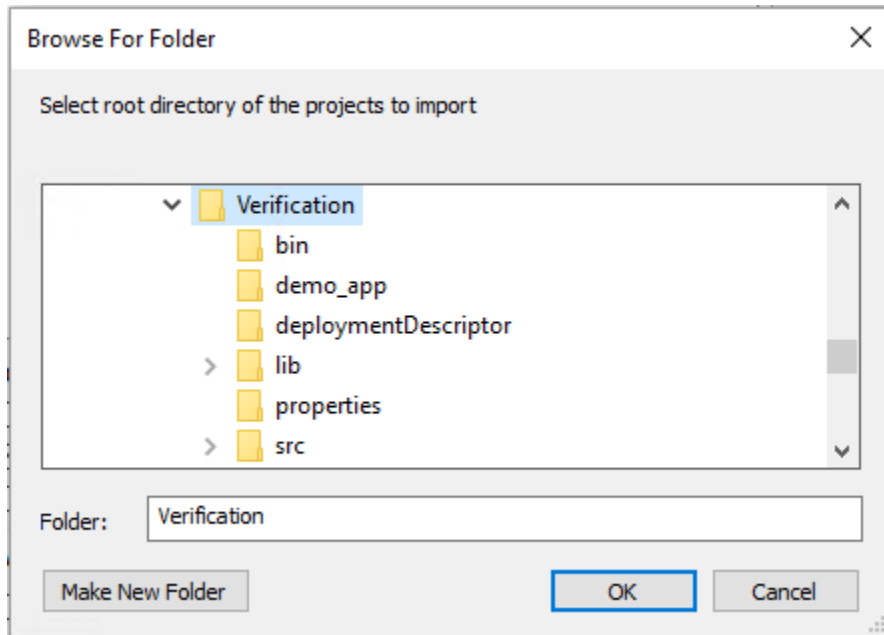 Browse For Folder
Select root directory of the projects to import
Verification
bin
demo_app
deploymentDescriptor
lib
properties
src
Folder: Verification
Make New Folder OK Cancel